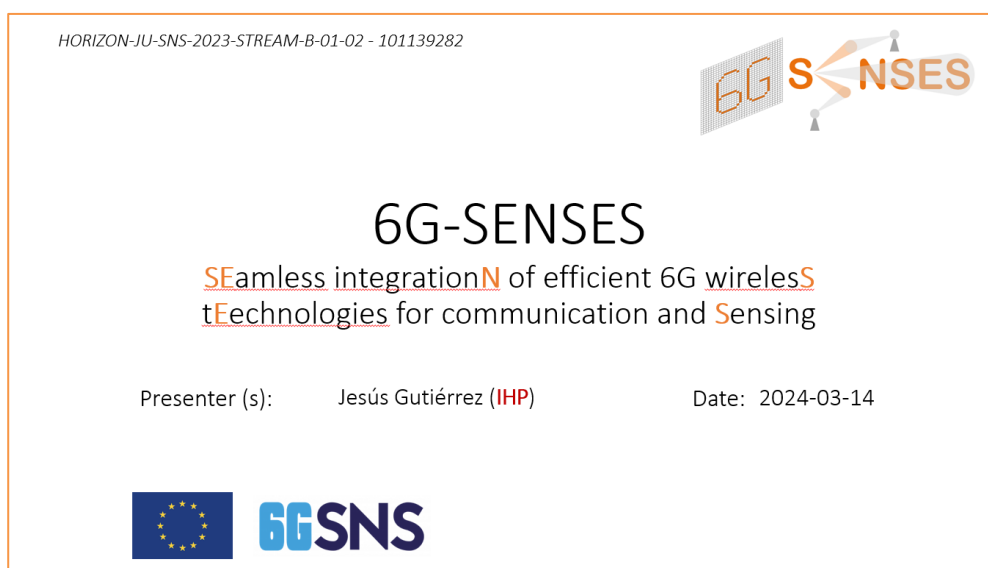 HORIZON-JU-SNS-2023-STREAM-B-01-02 - 101139282
6G SENSES
6G-SENSES
SEamless integrationN of efficient 6G wirelesS
tEechnologies for communication and Sensing
Presenter (s): Jesús Gutiérrez (IHP) Date: 2024-03-14
6GSNS